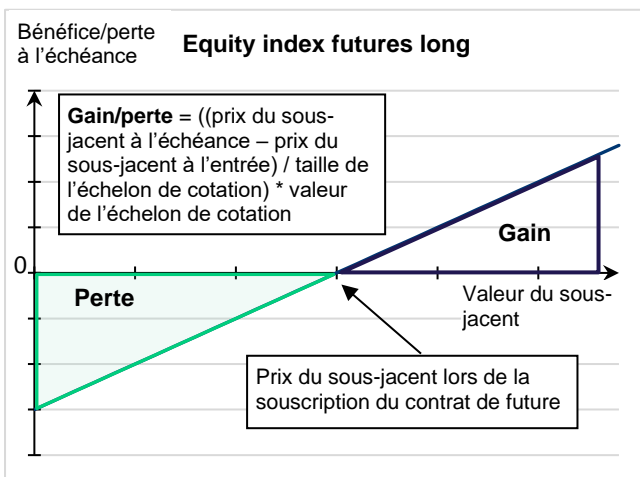 Bénéfice/perte
à l'échéance
Equity index futures long
Gain/perte = ((prix du sous-
jacent à l'échéance – prix du
sous-jacent à l'entrée) / taille de
l'échelon de cotation) * valeur
de l'échelon de cotation
Gain
0
Perte
Valeur du sous-
jacent
Prix du sous-jacent lors de la
souscription du contrat de future